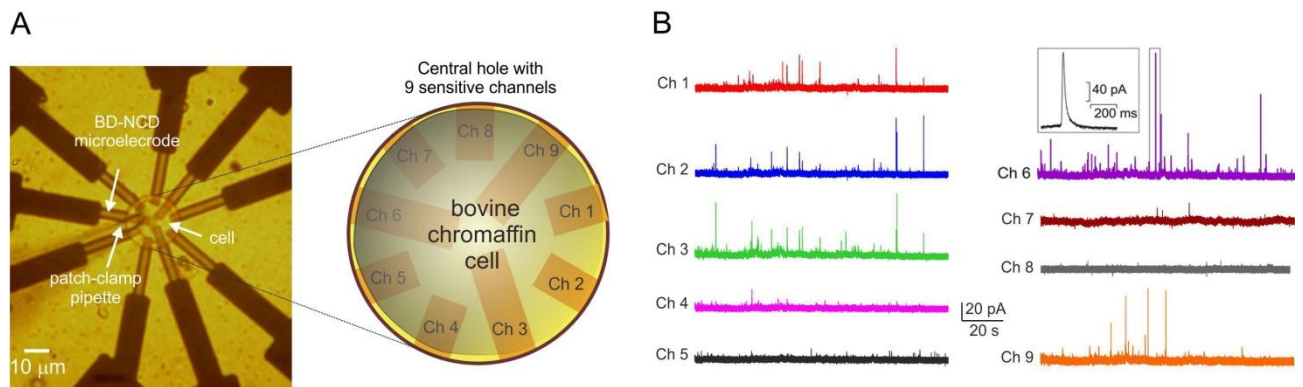 A
BD-NCD
microelecrode
cell
patch-clamp
pipette
10 μm
Central hole with
9 sensitive channels
Ch 8
Ch 9
Ch 7
Ch 1
Ch 6
bovine
chromaffin
cell
Ch 5
Ch 2
Ch 4
Ch 3
B
Ch 1
Ch 2
Ch 3
Ch 4
Ch 5
20 pA
20 s
40 pA
200 ms
Ch 6
Ch 7
Ch 8
Ch 9